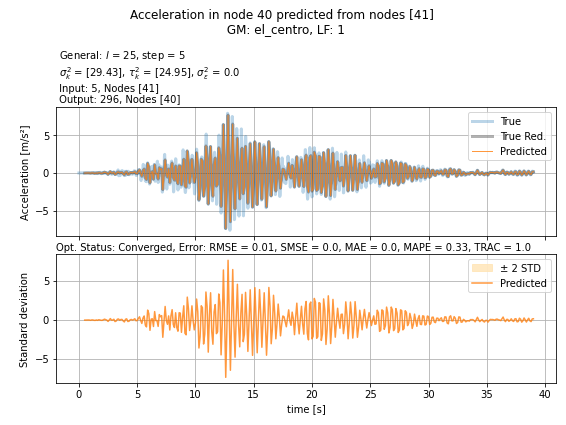 Acceleration in node 40 predicted from nodes [41]
GM: el_centro, LF: 1
General: l = 25, step = 5
σ²ₖ = [29.43], τ²ₖ = [24.95], σ²ₑ = 0.0
Input: 5, Nodes [41]
Output: 296, Nodes [40]
True
True Red.
Predicted
5
0
−5
Acceleration [m/s²]
Opt. Status: Converged, Error: RMSE = 0.01, SMSE = 0.0, MAE = 0.0, MAPE = 0.33, TRAC = 1.0
± 2 STD
Predicted
5
0
−5
Standard deviation
0 5 10 15 20 25 30 35 40
time [s]